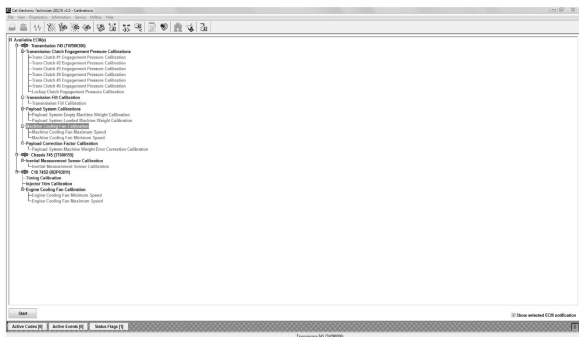 Cat Electronic Technician 2017B v1.0 - Calibrations
File View Diagnostics Information Service Utilities Help
Available ECM(s)
Transmission 745 (TWS00300)
Transmission Clutch Engagement Pressure Calibrations
Trans Clutch #1 Engagement Pressure Calibration
Trans Clutch #2 Engagement Pressure Calibration
Trans Clutch #3 Engagement Pressure Calibration
Trans Clutch #4 Engagement Pressure Calibration
Trans Clutch #5 Engagement Pressure Calibration
Trans Clutch #6 Engagement Pressure Calibration
Lockup Clutch Engagement Pressure Calibration
Transmission Fill Calibration
Transmission Fill Calibration
Payload System Calibrations
Payload System Empty Machine Weight Calibration
Payload System Loaded Machine Weight Calibration
Machine Cooling Fan Calibration
Machine Cooling Fan Maximum Speed
Machine Cooling Fan Minimum Speed
Payload Correction Factor Calibration
Payload System Machine Weight Error Correction Calibration
Chassis 745
Inertial Measurement Sensor Calibration
Inertial Measurement Sensor Calibration
C18 745
Timing Calibration
Injector Trim Calibration
Engine Cooling Fan Calibration
Engine Cooling Fan Minimum Speed
Engine Cooling Fan Maximum Speed
Start
Show selected ECM notification
Active Codes [0] Active Events [0] Status Flags [1]
Transmission 745